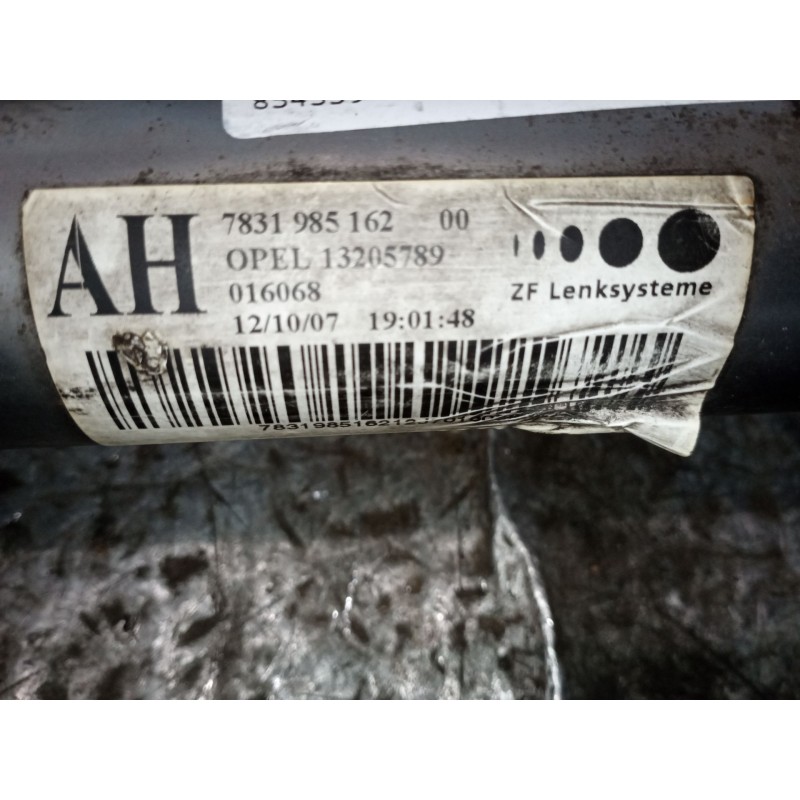 AH
7831 985 162 00
OPEL 13205789
016068
12/10/07 19:01:48
ZF Lenksysteme